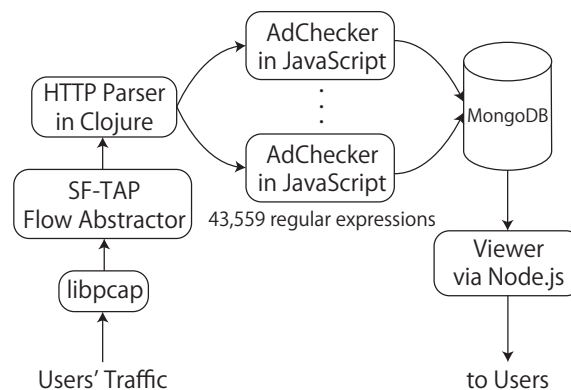 AdChecker
in JavaScript
HTTP Parser
in Clojure
MongoDB
AdChecker
in JavaScript
SF-TAP
Flow Abstractor
43,559 regular expressions
Viewer
via Node.js
libpcap
Users’ Traffic
to Users